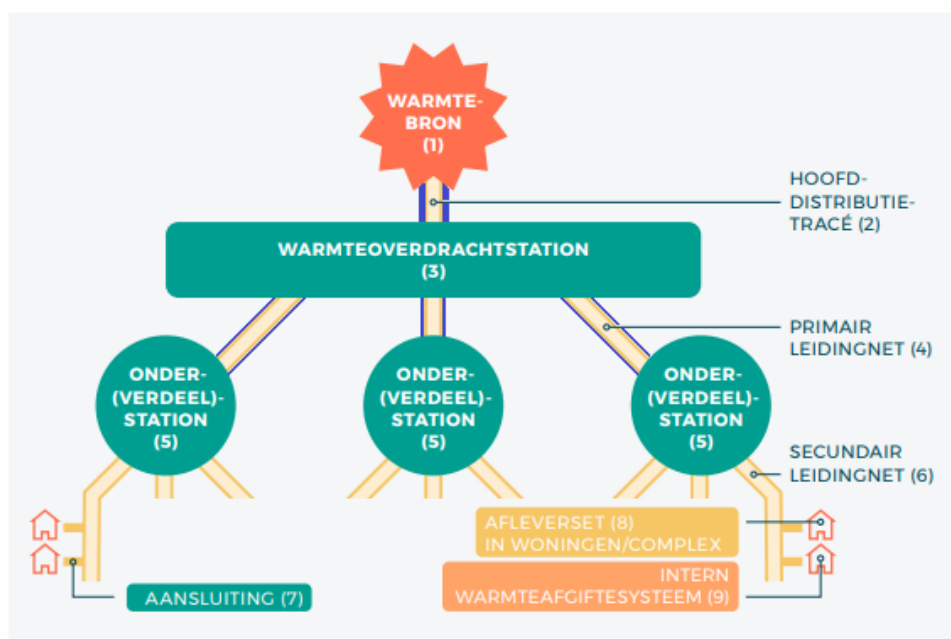 WARMTE-
BRON
(1)
HOOFD-
DISTRIBUTIE-
TRACÉ (2)
WARMTEOVERDRACHTSTATION
(3)
PRIMAIR
LEIDINGNET (4)
ONDER-
(VERDEEL)-
STATION
(5)
ONDER-
(VERDEEL)-
STATION
(5)
ONDER-
(VERDEEL)-
STATION
(5)
SECUNDAIR
LEIDINGNET (6)
AFLEVERSET (8)
IN WONINGEN/COMPLEX
INTERN
WARMTEAFGIFTESYSTEEM (9)
AANSLUITING (7)